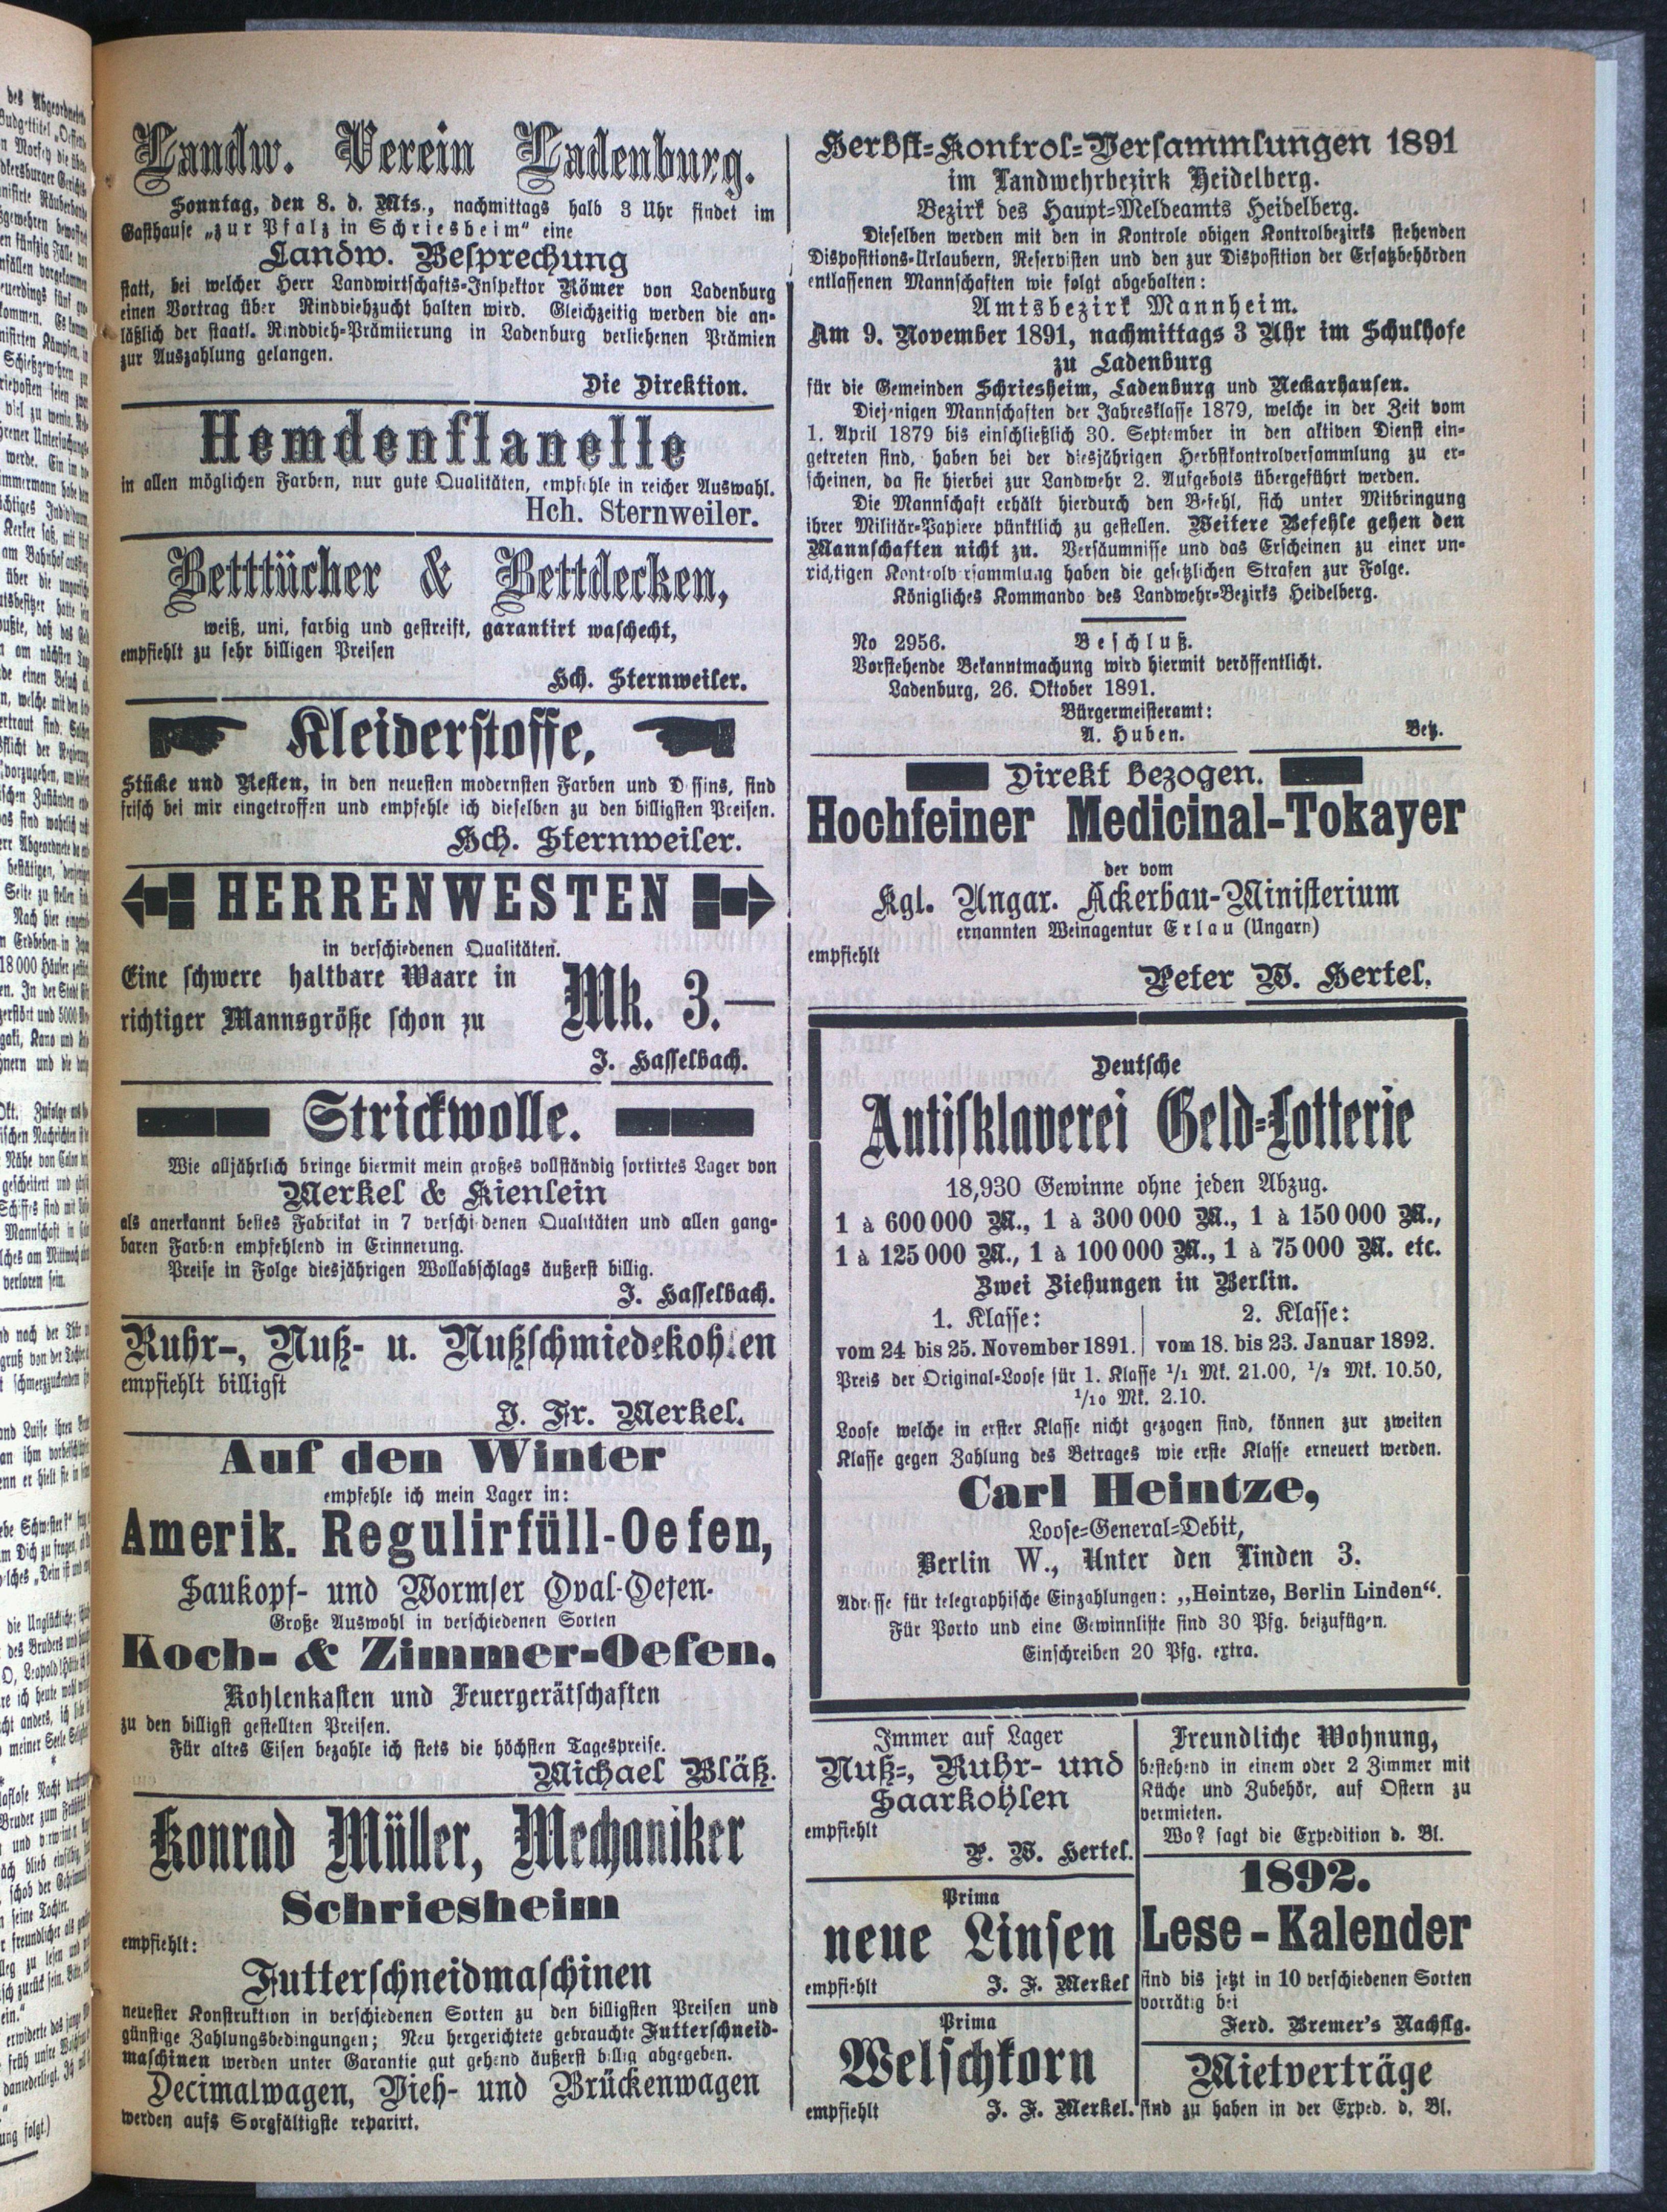 Landw. Verein Ladenburg.
Sonntag, den 8. d. Mts., nachmittags halb 3 Uhr findet im
Gasthause „zur Pfalz in Schriesheim“ eine
Landw. Besprechung
statt, bei welcher Herr Landwirtschafts-Inspektor Römer von Ladenburg
einen Vortrag über Rindviehzucht halten wird. Gleichzeitig werden die an-
läßlich der staatl. Rindvieh-Prämiierung in Ladenburg verliehenen Prämien
zur Auszahlung gelangen.
Die Direktion.
Hemdenflanelle
in allen möglichen Farben, nur gute Qualitäten, empfehle in reicher Auswahl.
Hch. Sternweiler.
Betttücher & Bettdecken,
weiß, uni, farbig und gestreift, garantirt waschecht,
empfiehlt zu sehr billigen Preisen
Hch. Sternweiler.
Kleiderstoffe,
Stücke und Resten, in den neuesten modernsten Farben und D ssins, sind
frisch bei mir eingetroffen und empfehle ich dieselben zu den billigsten Preisen.
Hch. Sternweiler.
HERRENWESTEN
in verschiedenen Qualitäten.
Eine schwere haltbare Waare in
richtiger Mannsgröße schon zu
Mk. 3.—
J. Hasselbach.
Strickwolle.
Wie alljährlich bringe hiermit mein großes vollständig sortirtes Lager von
Merkel & Kienlein
als anerkannt bestes Fabrikat in 7 verschiedenen Qualitäten und allen gang-
baren Farben empfehlend in Erinnerung.
Preise in Folge diesjährigen Wollabschlags äußerst billig.
J. Hasselbach.
Ruhr-, Nuß- u. Nußschmiedekohlen
empfiehlt billigst
J. Fr. Merkel.
Auf den Winter
empfehle ich mein Lager in:
Amerik. Regulirfüll-Oefen,
Saukopf- und Wormser Oval-Oefen.
Große Auswahl in verschiedenen Sorten
Koch- & Zimmer-Oefen,
Kohlenkasten und Feuergerätschaften
zu den billigst gestellten Preisen.
Für altes Eisen bezahle ich stets die höchsten Tagespreise.
Michael Bläß.
Konrad Müller, Mechaniker
Schriesheim
empfiehlt:
Futterschneidmaschinen
neuester Konstruktion in verschiedenen Sorten zu den billigsten Preisen und
günstige Zahlungsbedingungen; Neu hergerichtete gebrauchte Futterschneid-
maschinen werden unter Garantie gut gehend äußerst billig abgegeben.
Decimalwagen, Vieh- und Brückenwagen
werden aufs Sorgfältigste reparirt.
Herbst-Kontrol-Versammlungen 1891
im Landwehrbezirk Heidelberg.
Bezirk des Haupt-Meldeamts Heidelberg.
Dieselben werden mit den in Kontrole obigen Kontrolbezirks stehenden
Dispositions-Urlaubern, Reservisten und den zur Disposition der Ersatzbehörden
entlassenen Mannschaften wie folgt abgehalten:
Amtsbezirk Mannheim.
Am 9. November 1891, nachmittags 3 Uhr im Schulhofe
zu Ladenburg
für die Gemeinden Schriesheim, Ladenburg und Neckarhausen.
Diejenigen Mannschaften der Jahresklasse 1879, welche in der Zeit vom
1. April 1879 bis einschließlich 30. September in den aktiven Dienst ein-
getreten sind, haben bei der diesjährigen Herbstkontrolversammlung zu er-
scheinen, da sie hierbei zur Landwehr 2. Aufgebots übergeführt werden.
Die Mannschaft erhält hierdurch den Befehl, sich unter Mitbringung
ihrer Militär-Papiere pünktlich zu gestellen. Weitere Befehle gehen den
Mannschaften nicht zu. Versäumnisse und das Erscheinen zu einer un-
richtigen Kontrolversammlung haben die gesetzlichen Strafen zur Folge.
Königliches Kommando des Landwehr-Bezirks Heidelberg.
No 2956. Beschluß.
Vorstehende Bekanntmachung wird hiermit veröffentlicht.
Ladenburg, 26. Oktober 1891.
Bürgermeisteramt:
A. Huben. Betz.
Direkt bezogen.
Hochfeiner Medicinal-Tokayer
der vom
Kgl. Ungar. Ackerbau-Ministerium
ernannten Weinagentur Erlau (Ungarn)
empfiehlt
Peter W. Hertel.
Deutsche
Antisklaverei Geld-Lotterie
18,930 Gewinne ohne jeden Abzug.
1 à 600 000 M., 1 à 300 000 M., 1 à 150 000 M.,
1 à 125 000 M., 1 à 100 000 M., 1 à 75 000 M. etc.
Zwei Ziehungen in Berlin.
1. Klasse: 2. Klasse:
vom 24 bis 25. November 1891. vom 18. bis 23. Januar 1892.
Preis der Original-Loose für 1. Klasse 1/1 Mk. 21.00, 1/2 Mk. 10.50,
1/10 Mk. 2.10.
Loose welche in erster Klasse nicht gezogen sind, können zur zweiten
Klasse gegen Zahlung des Betrages wie erste Klasse erneuert werden.
Carl Heintze,
Loose-General-Debit,
Berlin W., Unter den Linden 3.
Adresse für telegraphische Einzahlungen: „Heintze, Berlin Linden“.
Für Porto und eine Gewinnliste sind 30 Pfg. beizufügen.
Einschreiben 20 Pfg. extra.
Immer auf Lager
Nuß-, Ruhr- und
Saarkohlen
empfiehlt
P. W. Hertel.
Prima
neue Linsen
empfiehlt J. F. Merkel
Prima
Welschkorn
empfiehlt J. F. Merkel.
Freundliche Wohnung,
bestehend in einem oder 2 Zimmer mit
Küche und Zubehör, auf Ostern zu
vermieten.
Wo? sagt die Expedition d. Bl.
1892.
Lese-Kalender
sind bis jetzt in 10 verschiedenen Sorten
vorrätig bei
Ferd. Bremer's Nachflg.
Mietverträge
sind zu haben in der Exped. d. Bl.